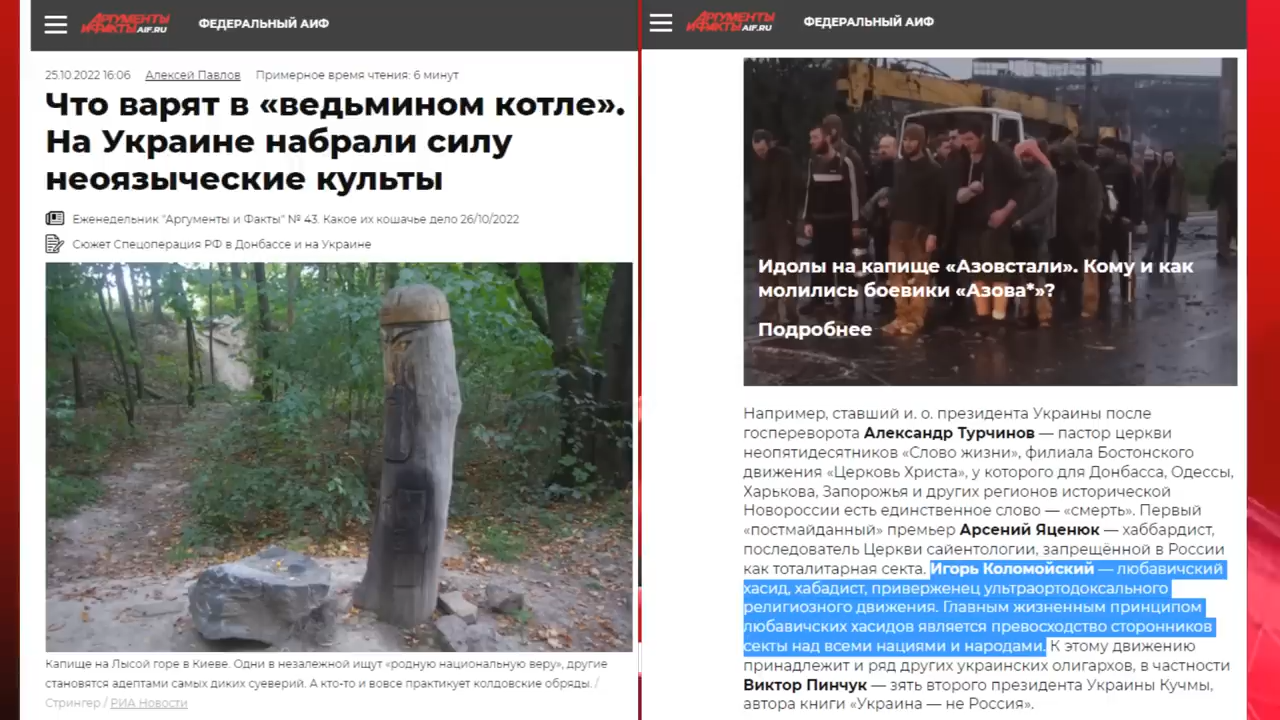 АРГУМЕНТЫ
И ФАКТЫ AIF.RU
ФЕДЕРАЛЬНЫЙ АИФ
25.10.2022 16:06 Алексей Павлов Примерное время чтения: 6 минут
Что варят в «ведьмином котле».
На Украине набрали силу
неоязыческие культы
Еженедельник "Аргументы и Факты" № 43. Какое их кошачье дело 26/10/2022
Сюжет Спецоперация РФ в Донбассе и на Украине
Капище на Лысой горе в Киеве. Одни в незалежной ищут «родную национальную веру», другие
становятся адептами самых диких суеверий. А кто-то и вовсе практикует колдовские обряды. /
Стрингер / РИА Новости
АРГУМЕНТЫ
И ФАКТЫ AIF.RU
ФЕДЕРАЛЬНЫЙ АИФ
Идолы на капище «Азовстали». Кому и как
молились боевики «Азова*»?
Подробнее
Например, ставший и. о. президента Украины после
госпереворота Александр Турчинов — пастор церкви
неопятидесятников «Слово жизни», филиала Бостонского
движения «Церковь Христа», у которого для Донбасса, Одессы,
Харькова, Запорожья и других регионов исторической
Новороссии есть единственное слово — «смерть». Первый
«постмайданный» премьер Арсений Яценюк — хаббардист,
последователь Церкви сайентологии, запрещённой в России
как тоталитарная секта. Игорь Коломойский — любавичский
хасид, хабадист, приверженец ультраортодоксального
религиозного движения. Главным жизненным принципом
любавичских хасидов является превосходство сторонников
секты над всеми нациями и народами. К этому движению
принадлежит и ряд других украинских олигархов, в частности
Виктор Пинчук — зять второго президента Украины Кучмы,
автора книги «Украина — не Россия».